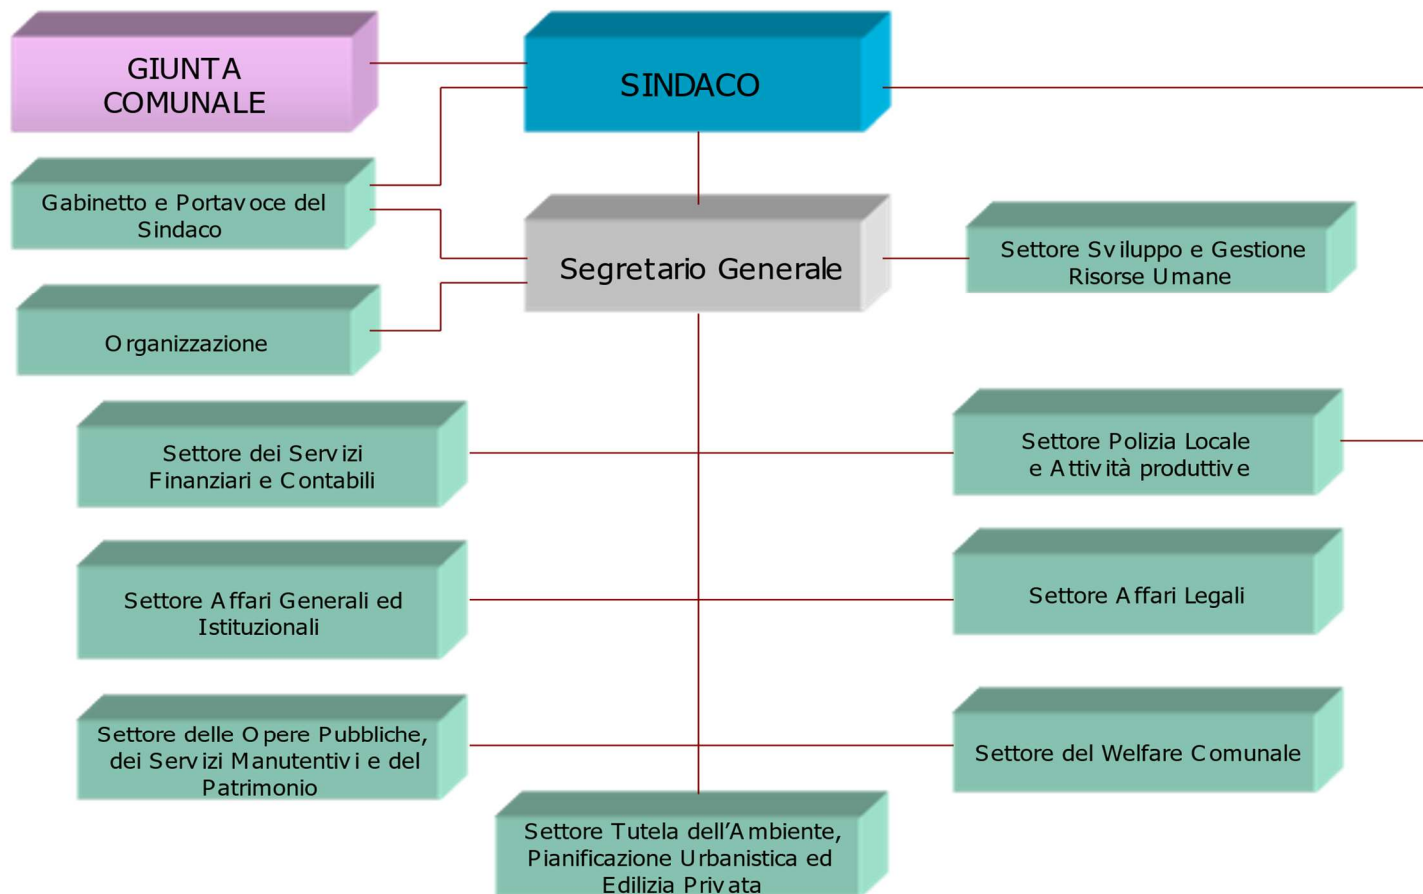 GIUNTA
COMUNALE
SINDACO
Gabinetto e Portavoce del
Sindaco
Segretario Generale
Settore Sviluppo e Gestione
Risorse Umane
Organizzazione
Settore dei Servizi
Finanziari e Contabili
Settore Polizia Locale
e Attività produttive
Settore Affari Generali ed
Istituzionali
Settore Affari Legali
Settore delle Opere Pubbliche,
dei Servizi Manutentivi e del
Patrimonio
Settore del Welfare Comunale
Settore Tutela dell’Ambiente,
Pianificazione Urbanistica ed
Edilizia Privata